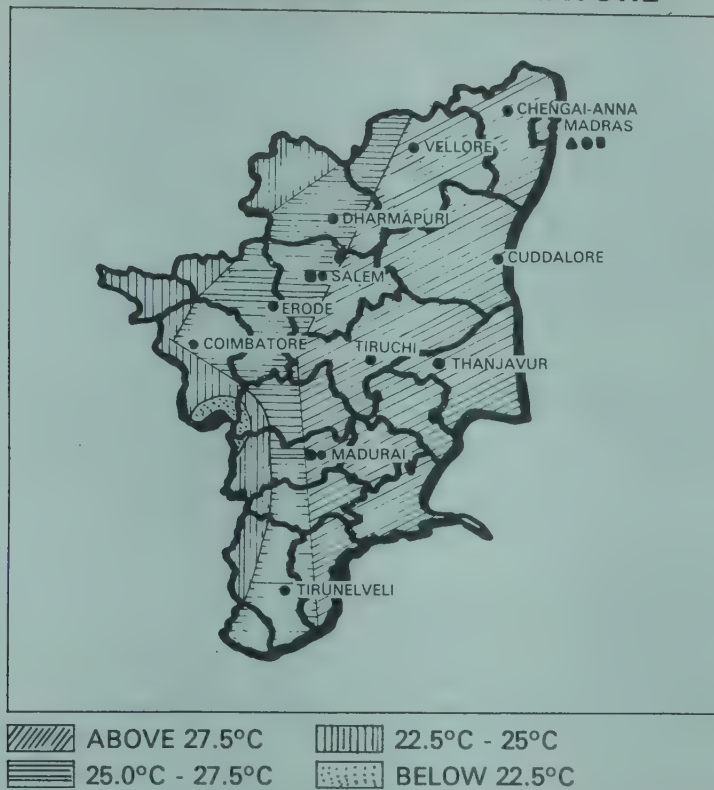 CHENGAI-ANNA
MADRAS
VELLORE
DHARMAPURI
CUDDALORE
SALEM
ERODE
COIMBATORE
TIRUCHI
THANJAVUR
MADURAI
TIRUNELVELI
ABOVE 27.5°C
22.5°C - 25°C
25.0°C - 27.5°C
BELOW 22.5°C